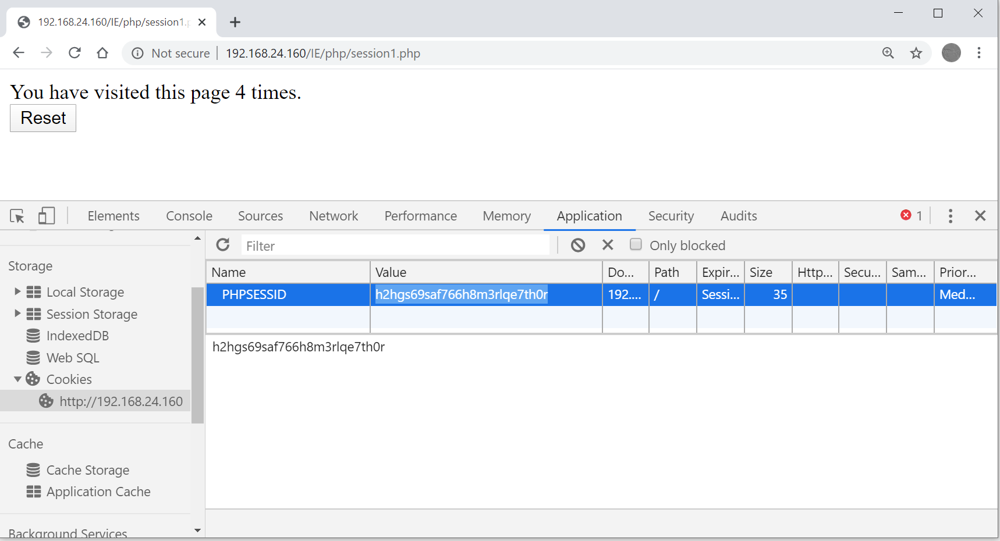 192.168.24.160/IE/php/session1.p
Not secure 192.168.24.160/IE/php/session1.php
You have visited this page 4 times.
Reset
Elements Console Sources Network Performance Memory Application Security Audits 1
Filter Only blocked
Storage
Local Storage
Session Storage
IndexedDB
Web SQL
Cookies
http://192.168.24.160
Cache
Cache Storage
Application Cache
Background Services
Name Value Do... Path Expir... Size Http... Secu... Sam... Prior...
PHPSESSID h2hgs69saf766h8m3rlqe7th0r 192.... / Sessi... 35 Med...
h2hgs69saf766h8m3rlqe7th0r